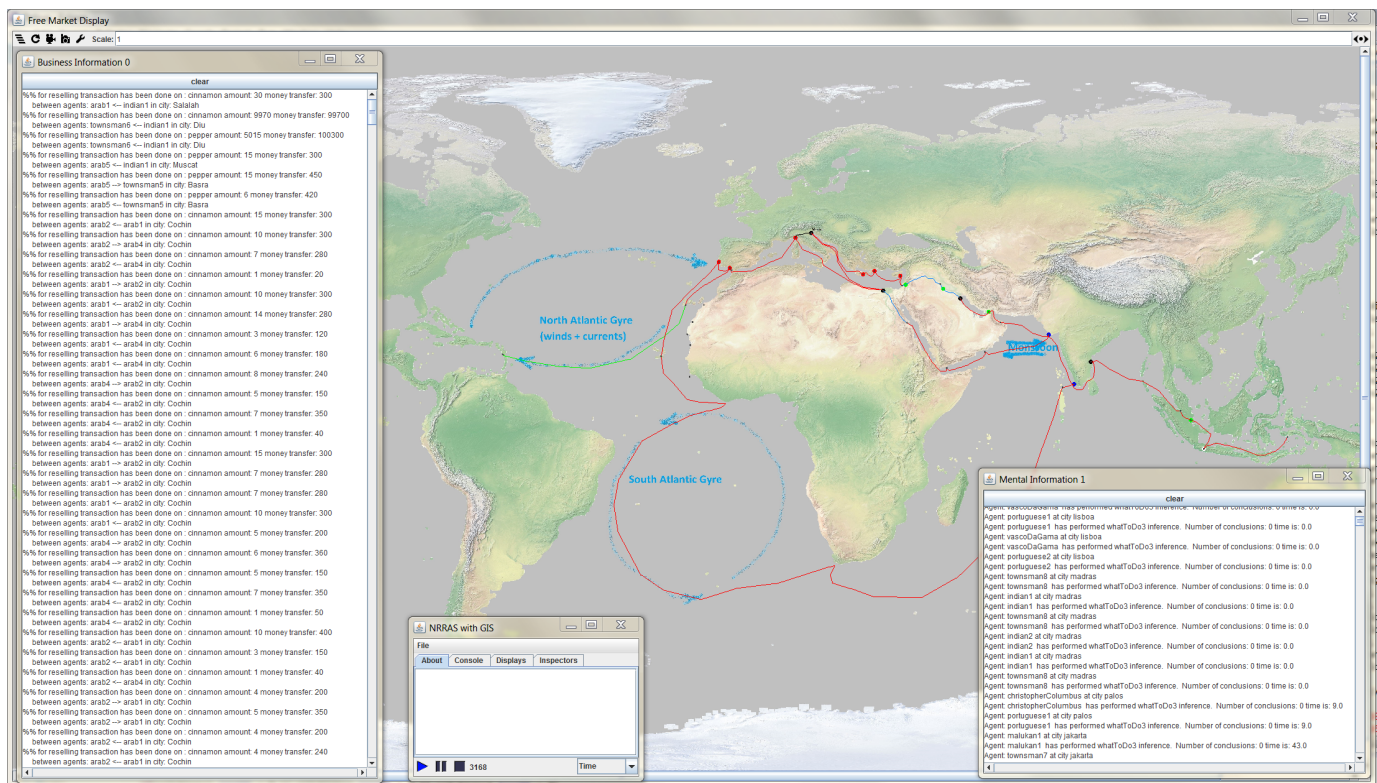 Free Market Display
Scale: 1
Business Information 0
clear
%% for reselling transaction has been done on : cinnamon amount: 30 money transfer: 300
between agents: arab1 <-- indian1 in city: Salalah
%% for reselling transaction has been done on : cinnamon amount: 9970 money transfer: 99700
between agents: townsman6 <-- indian1 in city: Diu
%% for reselling transaction has been done on : pepper amount: 5015 money transfer: 100300
between agents: townsman6 <-- indian1 in city: Diu
%% for reselling transaction has been done on : pepper amount: 15 money transfer: 300
between agents: arab5 <-- indian1 in city: Muscat
%% for reselling transaction has been done on : pepper amount: 15 money transfer: 450
between agents: arab5 --> townsman5 in city: Basra
%% for reselling transaction has been done on : pepper amount: 6 money transfer: 420
between agents: arab5 <-- townsman5 in city: Basra
%% for reselling transaction has been done on : cinnamon amount: 15 money transfer: 300
between agents: arab2 <-- arab1 in city: Cochin
%% for reselling transaction has been done on : cinnamon amount: 10 money transfer: 300
between agents: arab2 --> arab4 in city: Cochin
%% for reselling transaction has been done on : cinnamon amount: 7 money transfer: 280
between agents: arab2 <-- arab4 in city: Cochin
%% for reselling transaction has been done on : cinnamon amount: 1 money transfer: 20
between agents: arab1 --> arab2 in city: Cochin
%% for reselling transaction has been done on : cinnamon amount: 10 money transfer: 300
between agents: arab1 <-- arab2 in city: Cochin
%% for reselling transaction has been done on : cinnamon amount: 14 money transfer: 280
between agents: arab1 --> arab4 in city: Cochin
%% for reselling transaction has been done on : cinnamon amount: 3 money transfer: 120
between agents: arab1 <-- arab4 in city: Cochin
%% for reselling transaction has been done on : cinnamon amount: 6 money transfer: 180
between agents: arab1 <-- arab4 in city: Cochin
%% for reselling transaction has been done on : cinnamon amount: 8 money transfer: 240
between agents: arab4 --> arab2 in city: Cochin
%% for reselling transaction has been done on : cinnamon amount: 5 money transfer: 150
between agents: arab4 <-- arab2 in city: Cochin
%% for reselling transaction has been done on : cinnamon amount: 7 money transfer: 350
between agents: arab4 <-- arab2 in city: Cochin
%% for reselling transaction has been done on : cinnamon amount: 1 money transfer: 40
between agents: arab4 <-- arab2 in city: Cochin
%% for reselling transaction has been done on : cinnamon amount: 15 money transfer: 300
between agents: arab1 --> arab2 in city: Cochin
%% for reselling transaction has been done on : cinnamon amount: 7 money transfer: 280
between agents: arab1 --> arab2 in city: Cochin
%% for reselling transaction has been done on : cinnamon amount: 7 money transfer: 280
between agents: arab1 <-- arab2 in city: Cochin
%% for reselling transaction has been done on : cinnamon amount: 10 money transfer: 300
between agents: arab1 <-- arab2 in city: Cochin
%% for reselling transaction has been done on : cinnamon amount: 5 money transfer: 200
between agents: arab4 --> arab2 in city: Cochin
%% for reselling transaction has been done on : cinnamon amount: 6 money transfer: 360
between agents: arab4 --> arab2 in city: Cochin
%% for reselling transaction has been done on : cinnamon amount: 5 money transfer: 150
between agents: arab4 <-- arab2 in city: Cochin
%% for reselling transaction has been done on : cinnamon amount: 7 money transfer: 350
between agents: arab4 <-- arab2 in city: Cochin
%% for reselling transaction has been done on : cinnamon amount: 1 money transfer: 50
between agents: arab4 <-- arab2 in city: Cochin
%% for reselling transaction has been done on : cinnamon amount: 10 money transfer: 400
between agents: arab2 <-- arab1 in city: Cochin
%% for reselling transaction has been done on : cinnamon amount: 3 money transfer: 150
between agents: arab2 <-- arab1 in city: Cochin
%% for reselling transaction has been done on : cinnamon amount: 1 money transfer: 40
between agents: arab2 <-- arab4 in city: Cochin
%% for reselling transaction has been done on : cinnamon amount: 4 money transfer: 200
between agents: arab2 --> arab1 in city: Cochin
%% for reselling transaction has been done on : cinnamon amount: 5 money transfer: 350
between agents: arab2 --> arab1 in city: Cochin
%% for reselling transaction has been done on : cinnamon amount: 4 money transfer: 200
between agents: arab2 <-- arab1 in city: Cochin
%% for reselling transaction has been done on : cinnamon amount: 4 money transfer: 240
between agents: arab2 <-- arab1 in city: Cochin
North Atlantic Gyre
(winds + currents)
Monsoon
South Atlantic Gyre
NRRAS with GIS
File
About Console Displays Inspectors
3168 Time
Mental Information 1
clear
Agent: vascoDaGama has performed whatToDo3 inference. Number of conclusions: 0 time is: 0.0
Agent: portuguese1 at city lisboa
Agent: portuguese1 has performed whatToDo3 inference. Number of conclusions: 0 time is: 0.0
Agent: vascoDaGama at city lisboa
Agent: vascoDaGama has performed whatToDo3 inference. Number of conclusions: 0 time is: 0.0
Agent: portuguese2 at city lisboa
Agent: portuguese2 has performed whatToDo3 inference. Number of conclusions: 0 time is: 0.0
Agent: townsman8 at city madras
Agent: townsman8 has performed whatToDo3 inference. Number of conclusions: 0 time is: 0.0
Agent: indian1 at city madras
Agent: indian1 has performed whatToDo3 inference. Number of conclusions: 0 time is: 0.0
Agent: townsman8 at city madras
Agent: townsman8 has performed whatToDo3 inference. Number of conclusions: 0 time is: 0.0
Agent: indian2 at city madras
Agent: indian2 has performed whatToDo3 inference. Number of conclusions: 0 time is: 0.0
Agent: indian1 at city madras
Agent: indian1 has performed whatToDo3 inference. Number of conclusions: 0 time is: 0.0
Agent: townsman8 at city madras
Agent: townsman8 has performed whatToDo3 inference. Number of conclusions: 0 time is: 0.0
Agent: christopherColumbus at city palos
Agent: christopherColumbus has performed whatToDo3 inference. Number of conclusions: 0 time is: 9.0
Agent: portuguese1 at city palos
Agent: portuguese1 has performed whatToDo3 inference. Number of conclusions: 0 time is: 9.0
Agent: malukan1 at city jakarta
Agent: malukan1 has performed whatToDo3 inference. Number of conclusions: 0 time is: 43.0
Agent: townsman7 at city jakarta